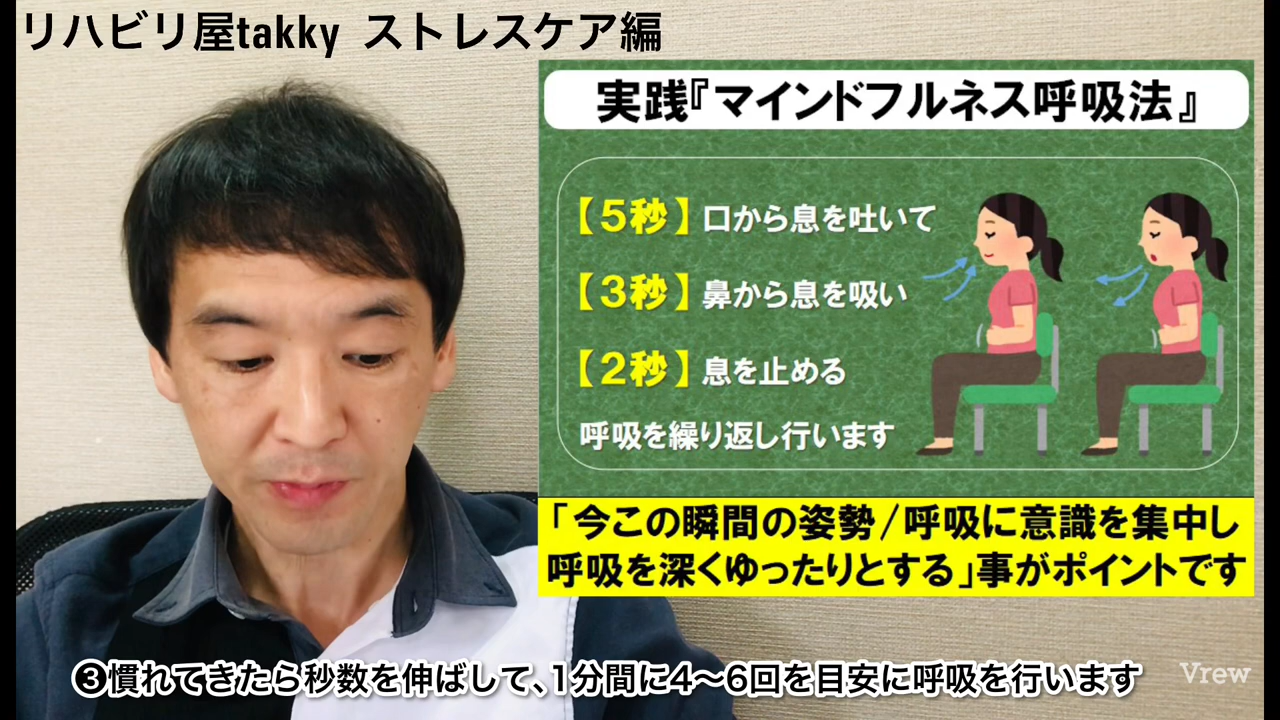 リハビリ屋takky ストレスケア編
実践『マインドフルネス呼吸法』
【5秒】口から息を吐いて
【3秒】鼻から息を吸い
【2秒】息を止める
呼吸を繰り返し行います
「今この瞬間の姿勢/呼吸に意識を集中し
呼吸を深くゆったりとする」事がポイントです
❸慣れてきたら秒数を伸ばして、1分間に4〜6回を目安に呼吸を行います
Vrew